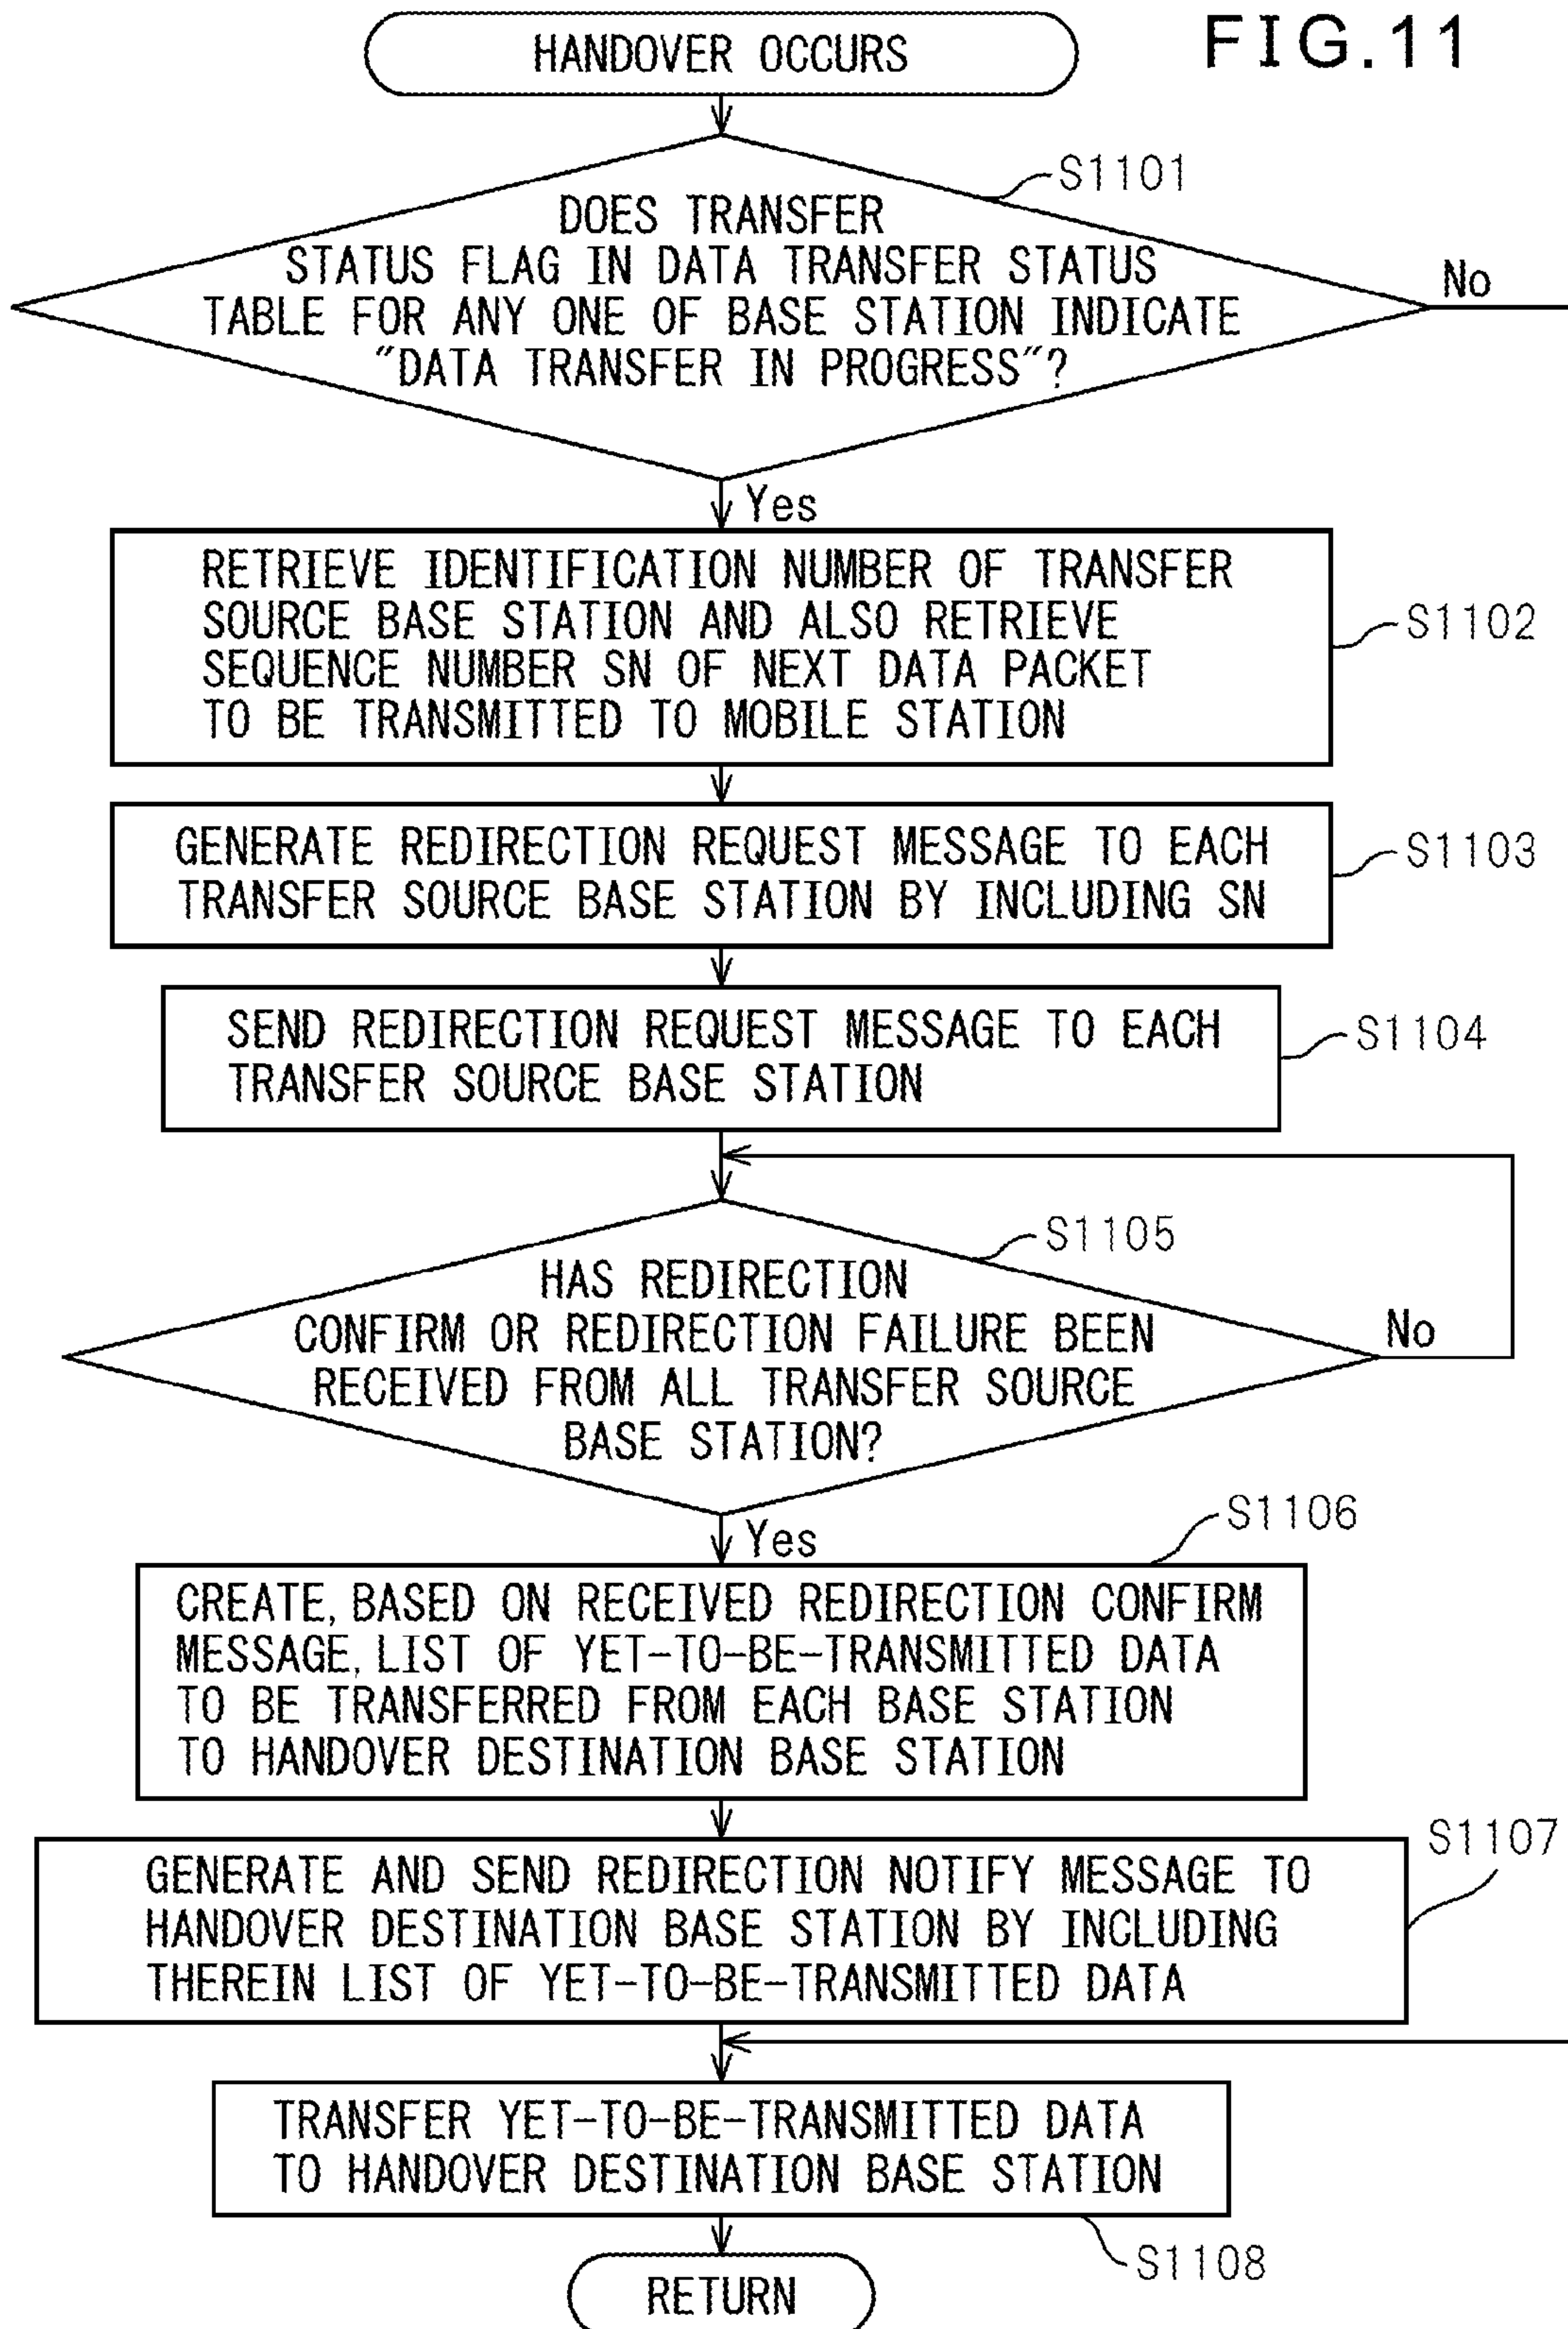 FIG.11
HANDOVER OCCURS
S1101
DOES TRANSFER
STATUS FLAG IN DATA TRANSFER STATUS
TABLE FOR ANY ONE OF BASE STATION INDICATE
"DATA TRANSFER IN PROGRESS"?
No
Yes
RETRIEVE IDENTIFICATION NUMBER OF TRANSFER
SOURCE BASE STATION AND ALSO RETRIEVE
SEQUENCE NUMBER SN OF NEXT DATA PACKET
TO BE TRANSMITTED TO MOBILE STATION
S1102
GENERATE REDIRECTION REQUEST MESSAGE TO EACH
TRANSFER SOURCE BASE STATION BY INCLUDING SN
S1103
SEND REDIRECTION REQUEST MESSAGE TO EACH
TRANSFER SOURCE BASE STATION
S1104
S1105
HAS REDIRECTION
CONFIRM OR REDIRECTION FAILURE BEEN
RECEIVED FROM ALL TRANSFER SOURCE
BASE STATION?
No
Yes
S1106
CREATE, BASED ON RECEIVED REDIRECTION CONFIRM
MESSAGE, LIST OF YET-TO-BE-TRANSMITTED DATA
TO BE TRANSFERRED FROM EACH BASE STATION
TO HANDOVER DESTINATION BASE STATION
S1107
GENERATE AND SEND REDIRECTION NOTIFY MESSAGE TO
HANDOVER DESTINATION BASE STATION BY INCLUDING
THEREIN LIST OF YET-TO-BE-TRANSMITTED DATA
TRANSFER YET-TO-BE-TRANSMITTED DATA
TO HANDOVER DESTINATION BASE STATION
S1108
RETURN